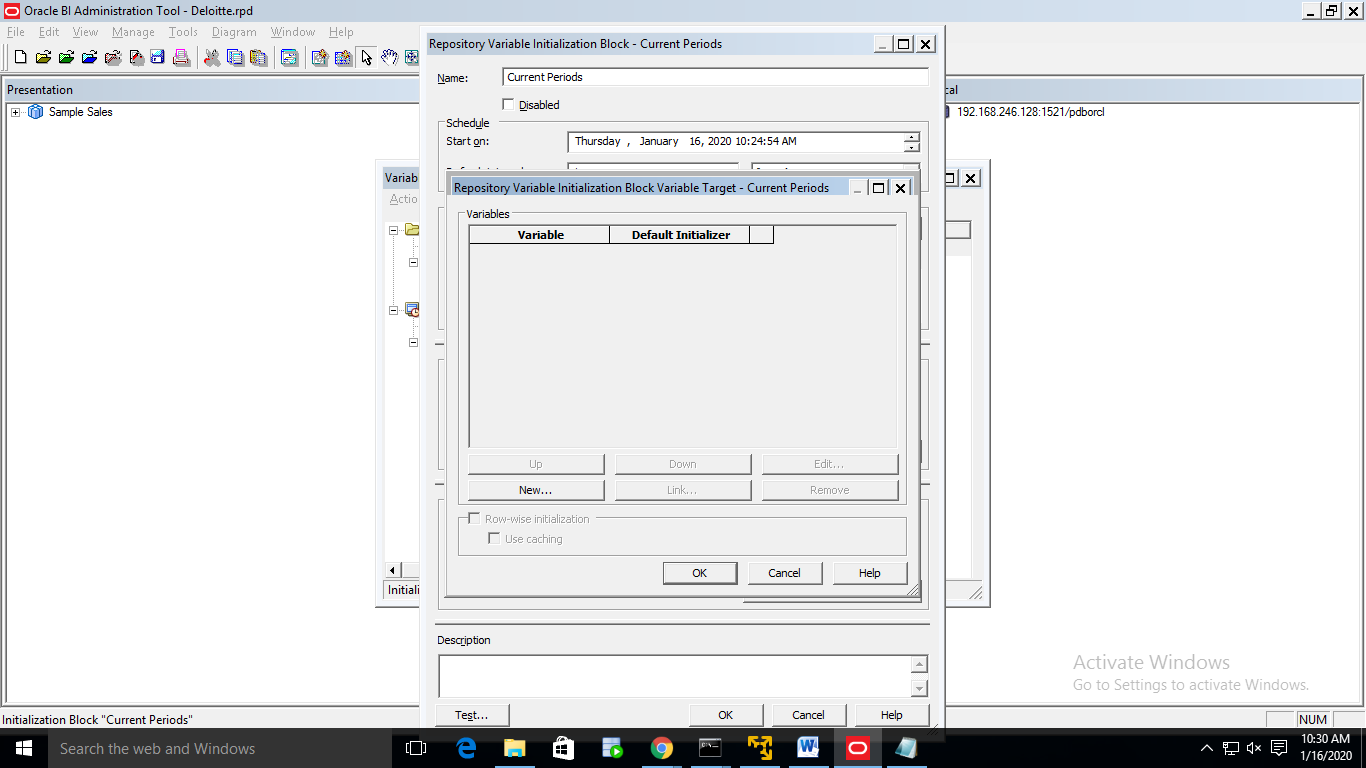 Oracle BI Administration Tool - Deloitte.rpd
File Edit View Manage Tools Diagram Window Help
Presentation
Sample Sales
Repository Variable Initialization Block - Current Periods
Name: Current Periods
Disabled
Schedule
Start on: Thursday , January 16, 2020 10:24:54 AM
cal
192.168.246.128:1521/pdborcl
Variab
Actio
Repository Variable Initialization Block Variable Target - Current Periods
Variables
Variable Default Initializer
Up Down Edit...
New... Link... Remove
Row-wise initialization
Use caching
OK Cancel Help
Initiali
Description
Test... OK Cancel Help
Activate Windows
Go to Settings to activate Windows.
Initialization Block "Current Periods"
NUM
Search the web and Windows
10:30 AM
1/16/2020